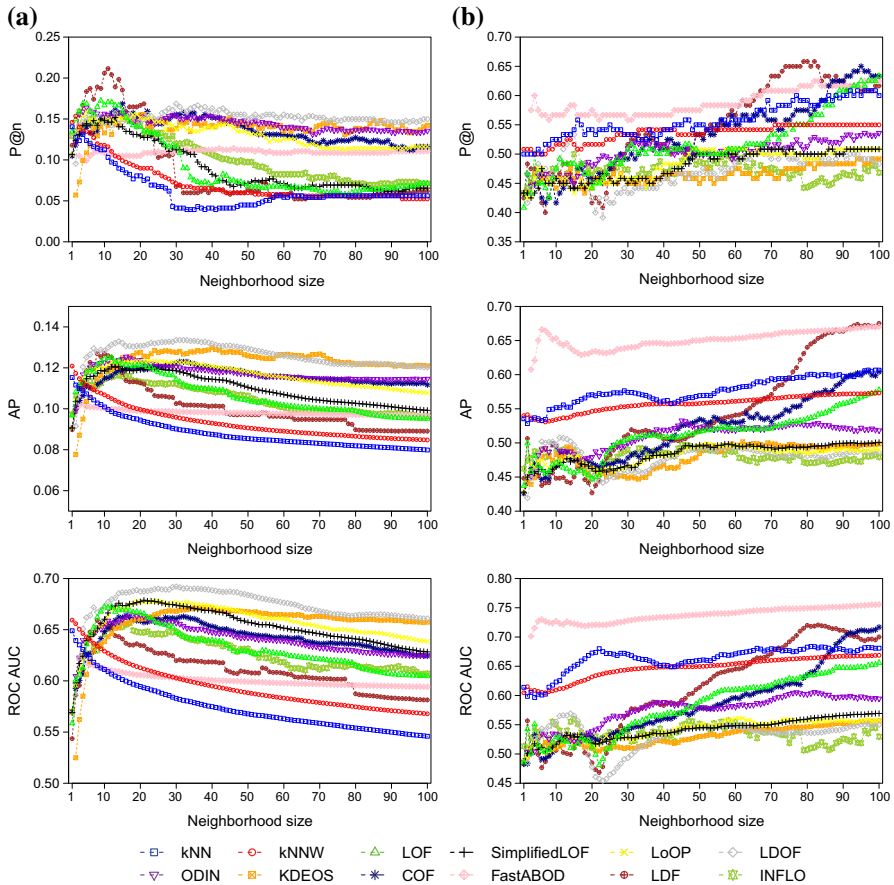 (a)
P@n
0.25
0.20
0.15
0.10
0.05
0.00
1 10 20 30 40 50 60 70 80 90 100
Neighborhood size
AP
0.14
0.12
0.10
0.08
0.06
1 10 20 30 40 50 60 70 80 90 100
Neighborhood size
ROC AUC
0.70
0.65
0.60
0.55
0.50
1 10 20 30 40 50 60 70 80 90 100
Neighborhood size
(b)
P@n
0.70
0.65
0.60
0.55
0.50
0.45
0.40
0.35
1 10 20 30 40 50 60 70 80 90 100
Neighborhood size
AP
0.70
0.65
0.60
0.55
0.50
0.45
0.40
1 10 20 30 40 50 60 70 80 90 100
Neighborhood size
ROC AUC
0.80
0.75
0.70
0.65
0.60
0.55
0.50
0.45
1 10 20 30 40 50 60 70 80 90 100
Neighborhood size
kNN kNNW LOF SimplifiedLOF LoOP LDOF
ODIN KDEOS COF FastABOD LDF INFLO